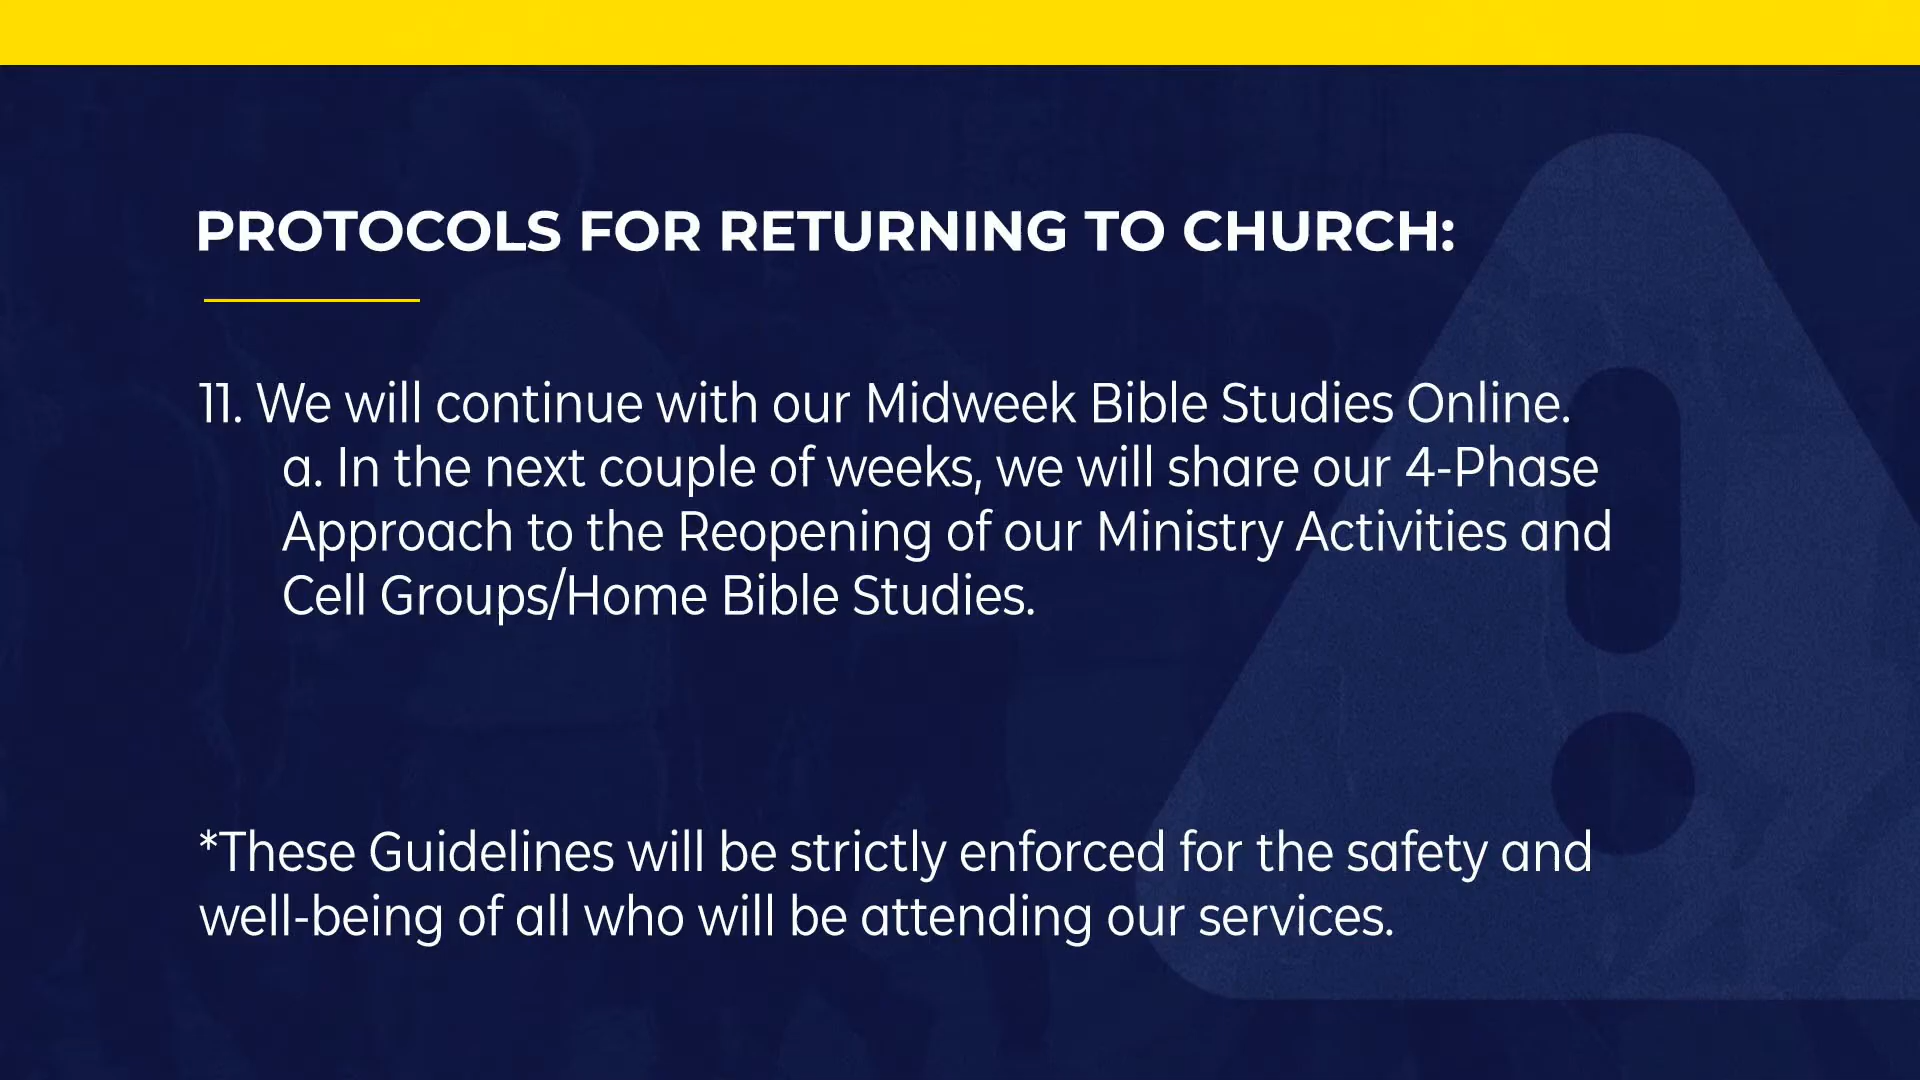 PROTOCOLS FOR RETURNING TO CHURCH:
11. We will continue with our Midweek Bible Studies Online.
a. In the next couple of weeks, we will share our 4-Phase
Approach to the Reopening of our Ministry Activities and
Cell Groups/Home Bible Studies.
*These Guidelines will be strictly enforced for the safety and
well-being of all who will be attending our services.